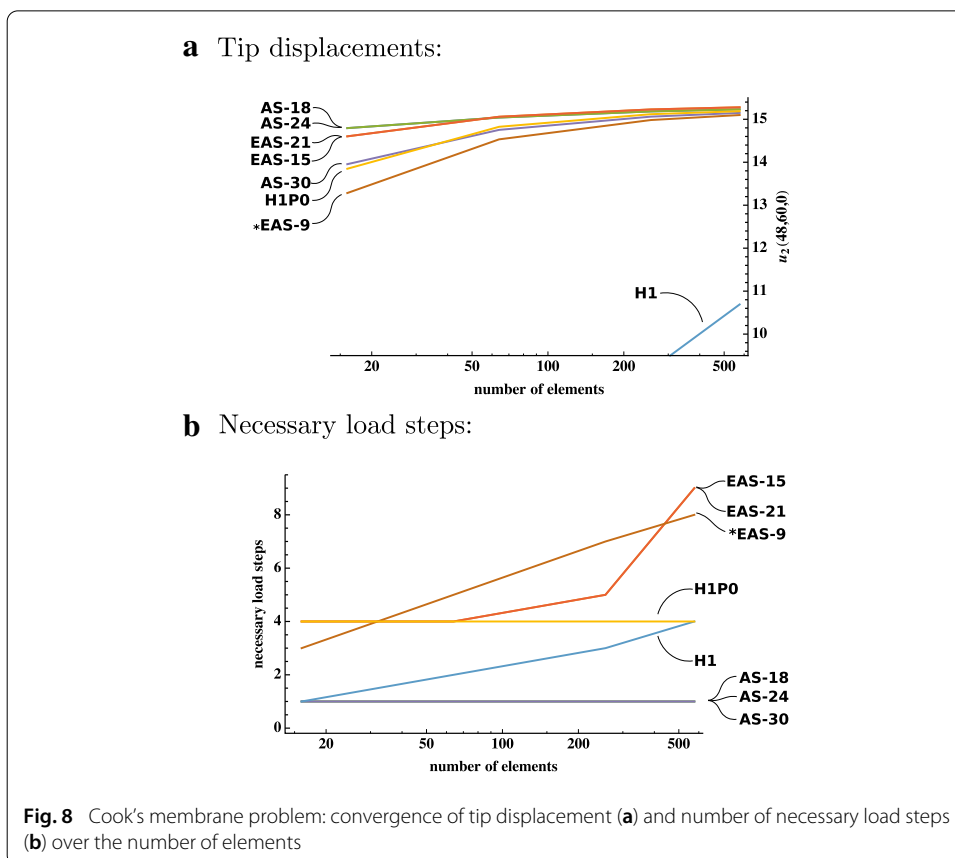 a Tip displacements:
AS-18
AS-24
EAS-21
EAS-15
AS-30
H1P0
*EAS-9
H1
15
14
13
12
11
10
u₂(48,60,0)
20 50 100 200 500
number of elements
b Necessary load steps:
8
6
4
2
0
necessary load steps
EAS-15
EAS-21
*EAS-9
H1P0
H1
AS-18
AS-24
AS-30
20 50 100 200 500
number of elements
Fig. 8 Cook's membrane problem: convergence of tip displacement (a) and number of necessary load steps
(b) over the number of elements